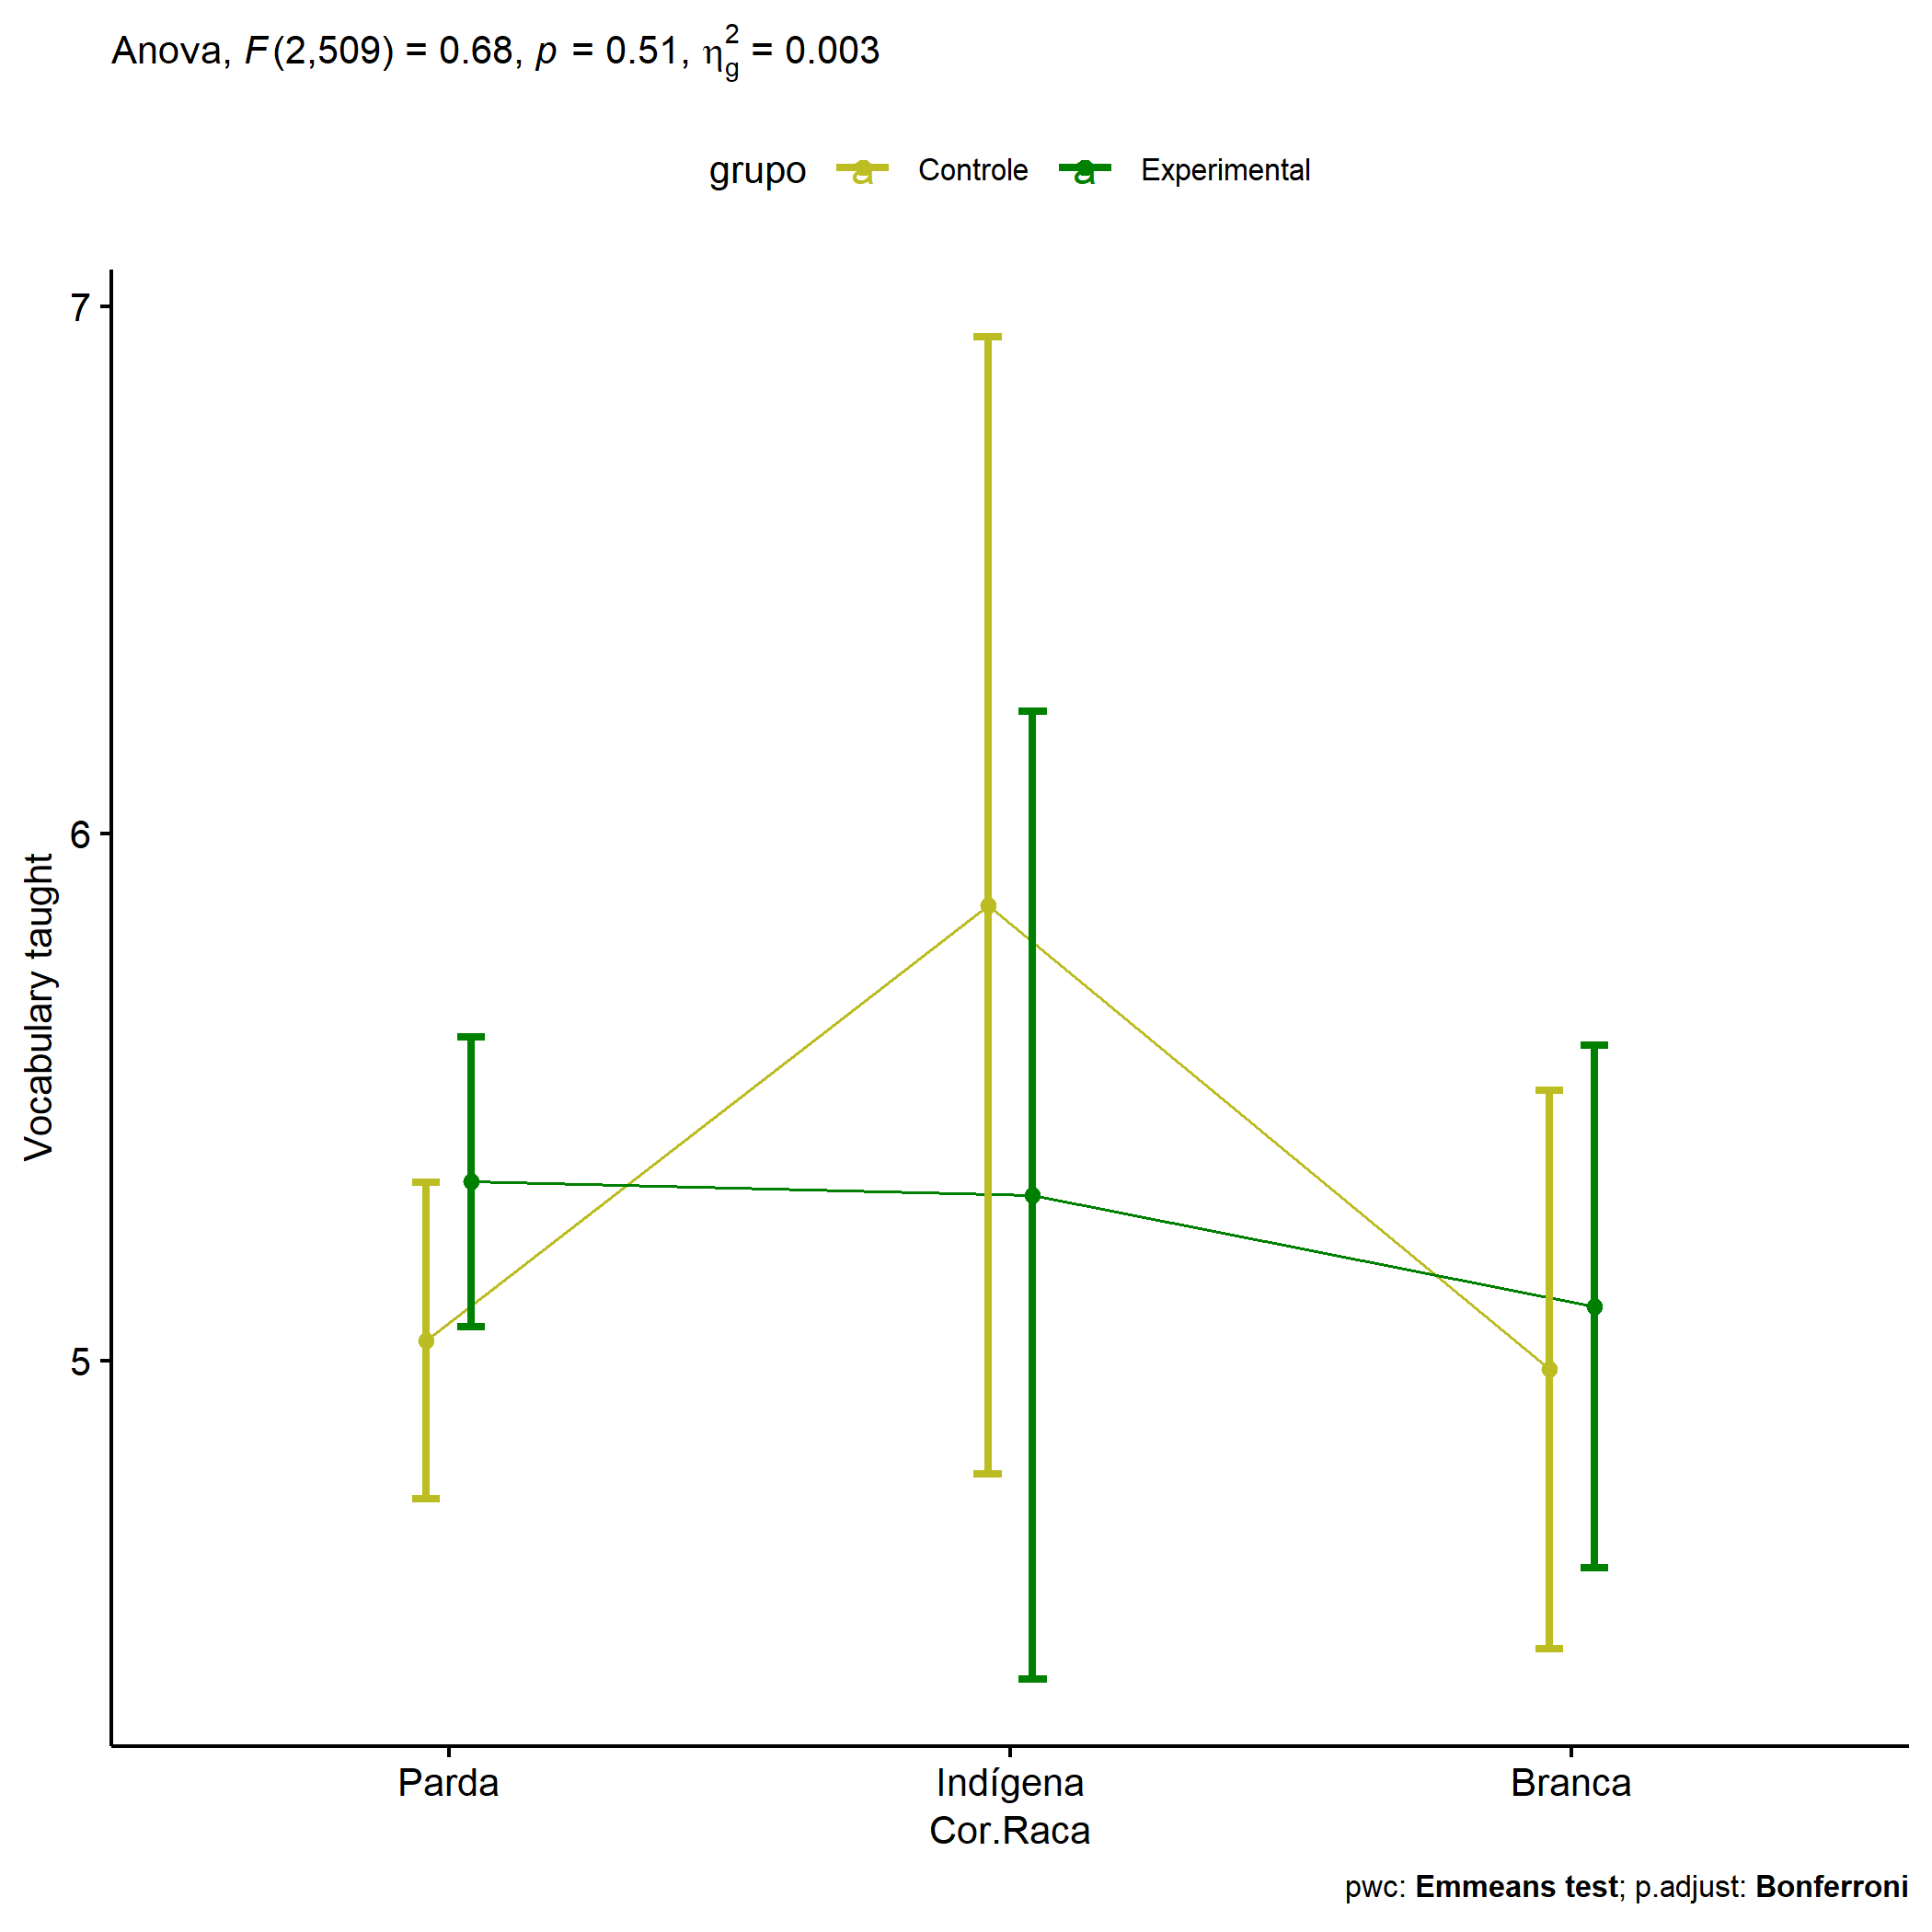 Anova, F(2,509) = 0.68, p = 0.51, η²g = 0.003
grupo a Controle a Experimental
7
6
5
Vocabulary taught
Parda Indígena Branca
Cor.Raca
pwc: Emmeans test; p.adjust: Bonferroni